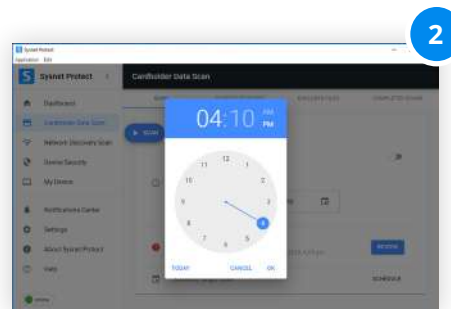 2
Sysnet Protect
Application Edit
Sysnet Protect
Cardholder Data Scan
Dashboard
Cardholder Data Scan
Network Discovery Scan
Device Security
My Device
Notifications Center
Settings
About Sysnet Protect
Help
SCAN
COMPLETED SCANS
04:10
AM
PM
12
1
2
3
4
5
6
7
8
9
10
11
TODAY
CANCEL
OK
SCHEDULE